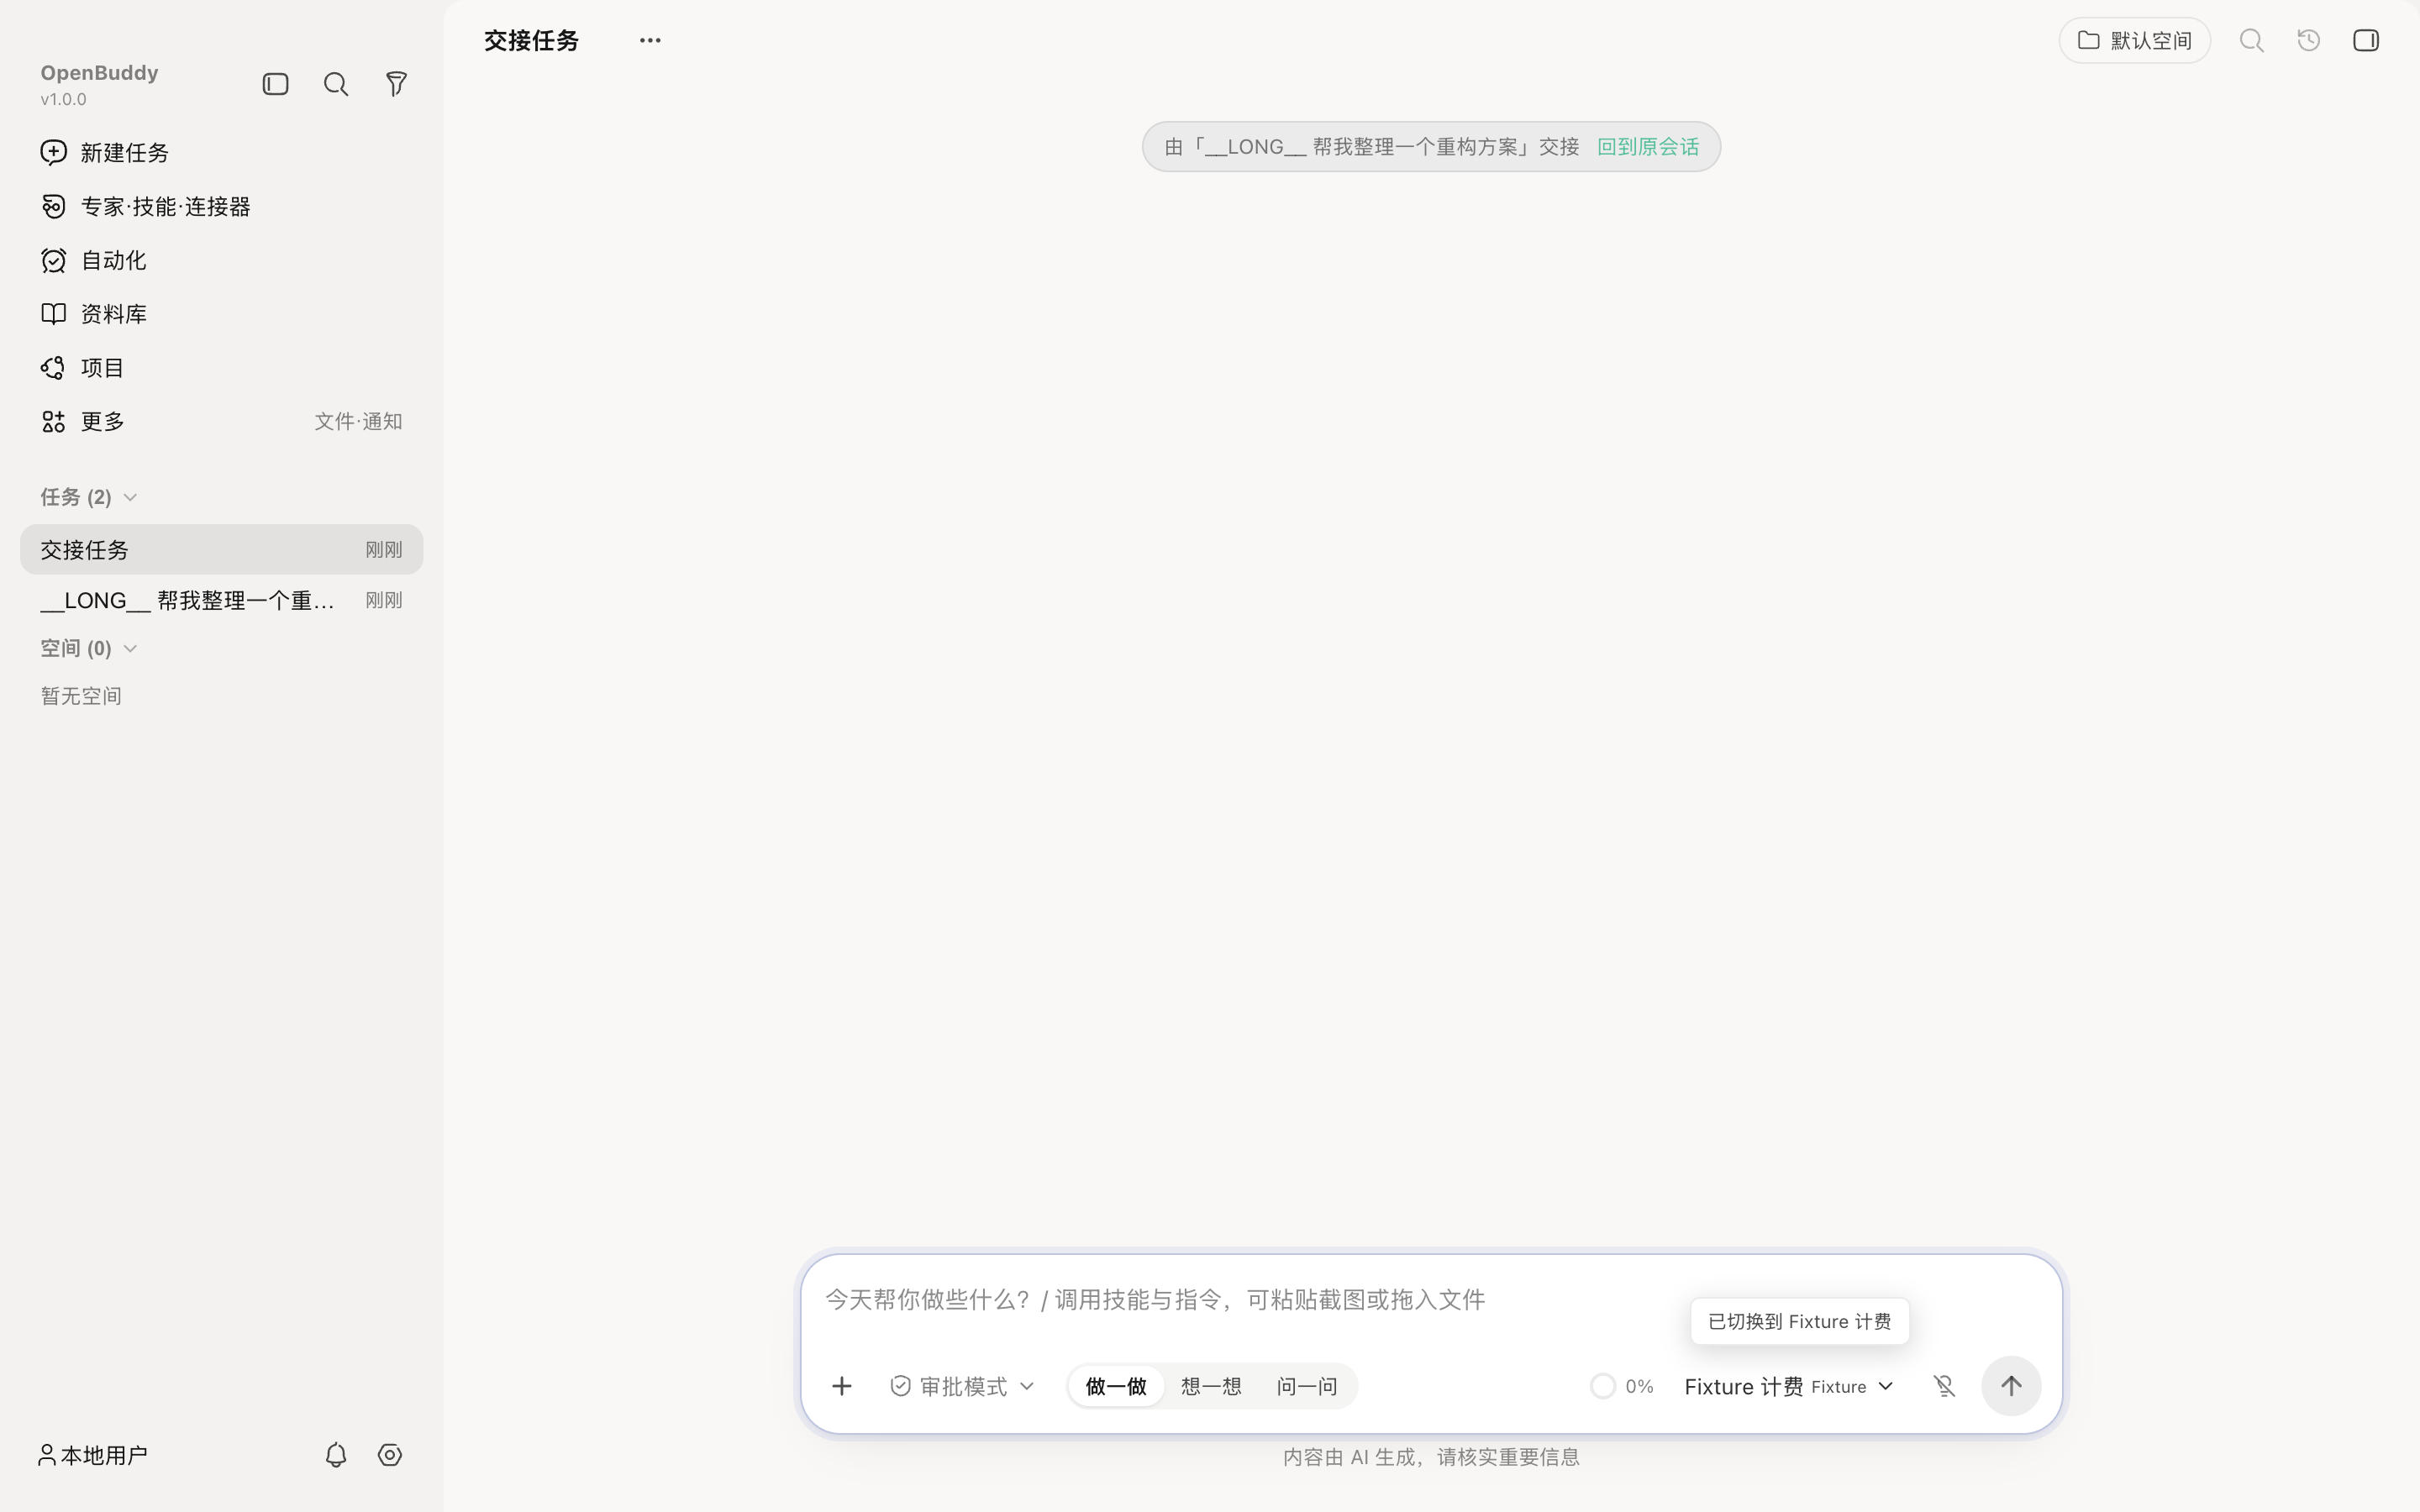 OpenBuddy
v1.0.0
新建任务
专家·技能·连接器
自动化
资料库
项目
更多 文件·通知
任务 (2)
交接任务 刚刚
__LONG__ 帮我整理一个重… 刚刚
空间 (0)
暂无空间
本地用户
交接任务
默认空间
由「__LONG__ 帮我整理一个重构方案」交接 回到原会话
今天帮你做些什么？/ 调用技能与指令，可粘贴截图或拖入文件
已切换到 Fixture 计费
审批模式 做一做 想一想 问一问 0% Fixture 计费 Fixture
内容由 AI 生成，请核实重要信息